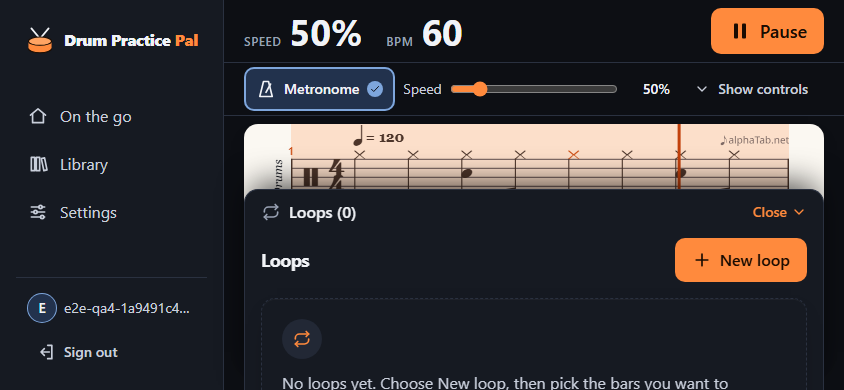 Drum Practice Pal
On the go
Library
Settings
E
e2e-qa4-1a9491c4...
Sign out
SPEED 50% BPM 60
Pause
Metronome
Speed
50%
Show controls
= 120
alphaTab.net
1
Drums
4
4
Loops (0)
Close
Loops
New loop
No loops yet. Choose New loop, then pick the bars you want to